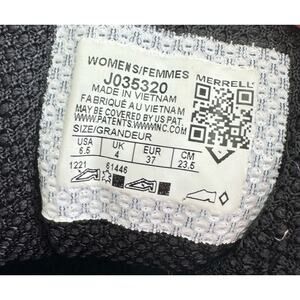 WOMENS/FEMMES
J035320
MERRELL
MADE IN VIETNAM
FABRIQUÉ AU VIETNAM
MAY BE COVERED BY US PAT.
WWW.PATENTS.WWWINC.COM
SIZE/GRANDEUR
USA UK EUR CM
6.5 4 37 23.5
1221 61446